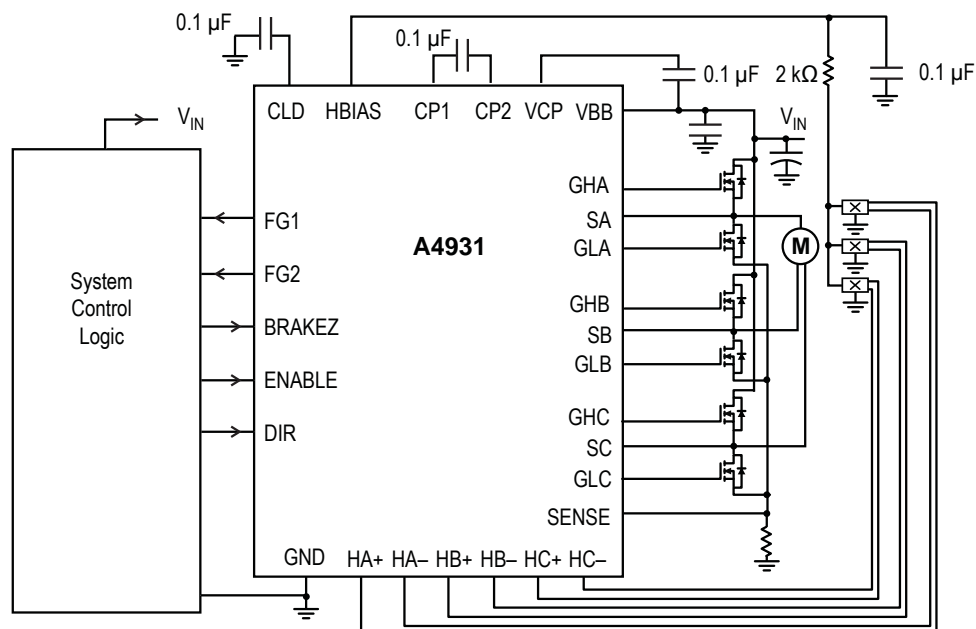 0.1 µF
0.1 µF
0.1 µF
2 kΩ
0.1 µF
CLD HBIAS CP1 CP2 VCP VBB
VIN
VIN
System
Control
Logic
FG1
FG2
BRAKEZ
ENABLE
DIR
A4931
GHA
SA
GLA
GHB
SB
GLB
GHC
SC
GLC
SENSE
M
GND HA+ HA– HB+ HB– HC+ HC–